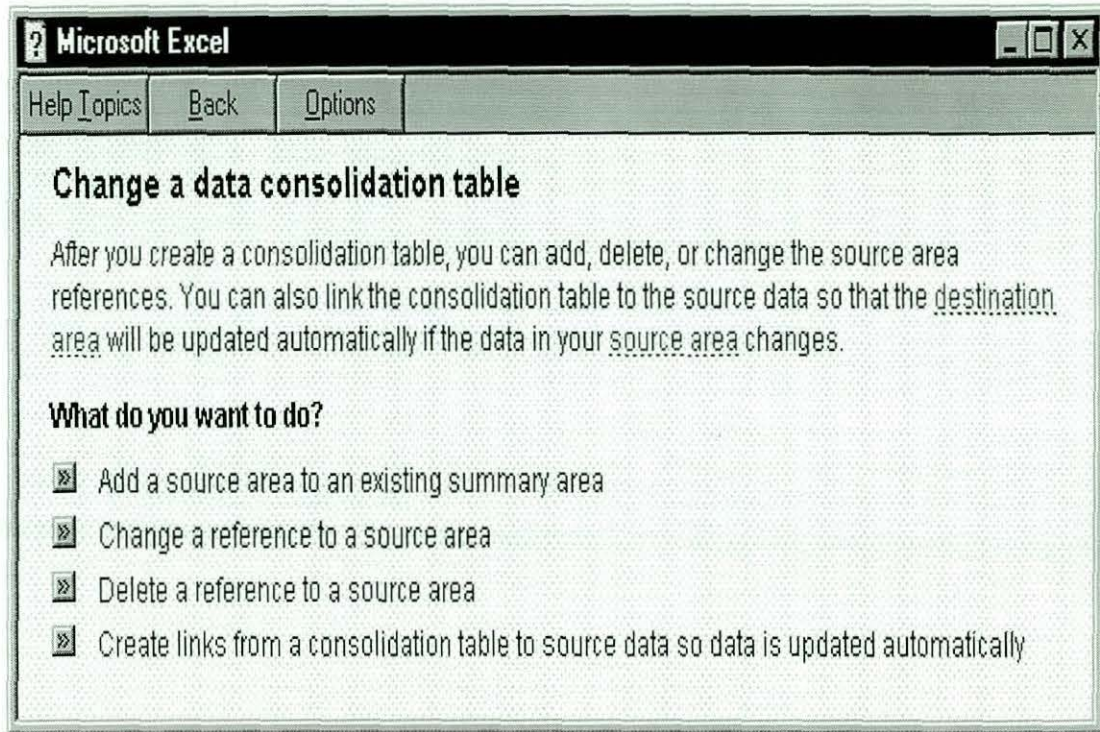 Microsoft Excel
Help Topics Back Options
Change a data consolidation table
After you create a consolidation table, you can add, delete, or change the source area
references. You can also link the consolidation table to the source data so that the destination
area will be updated automatically if the data in your source area changes.
What do you want to do?
Add a source area to an existing summary area
Change a reference to a source area
Delete a reference to a source area
Create links from a consolidation table to source data so data is updated automatically